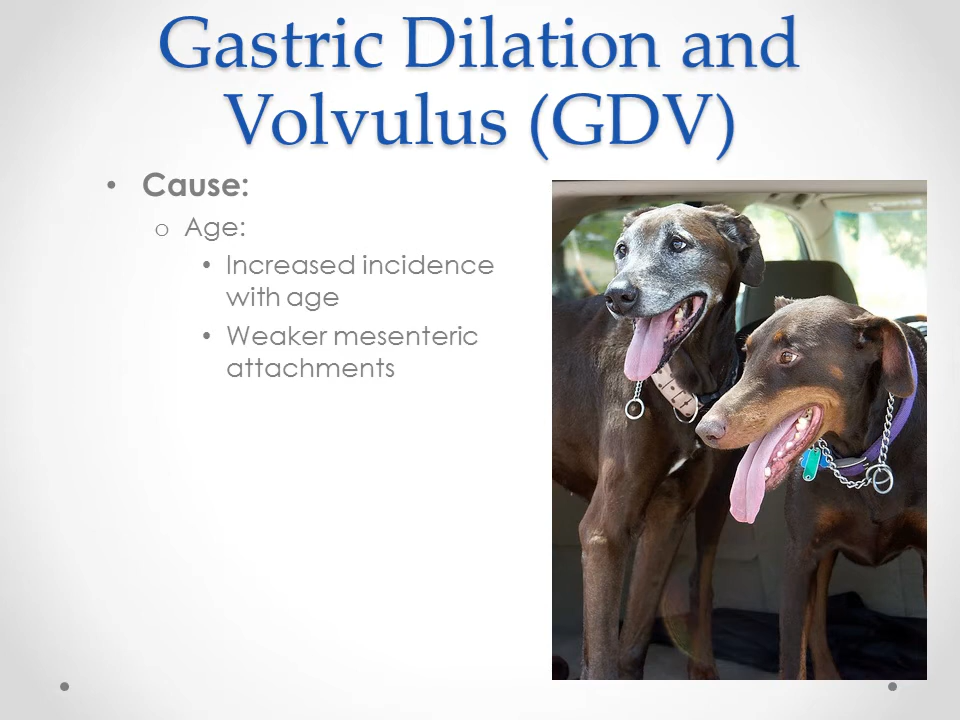 Gastric Dilation and
Volvulus (GDV)
• Cause:
o Age:
• Increased incidence
with age
• Weaker mesenteric
attachments